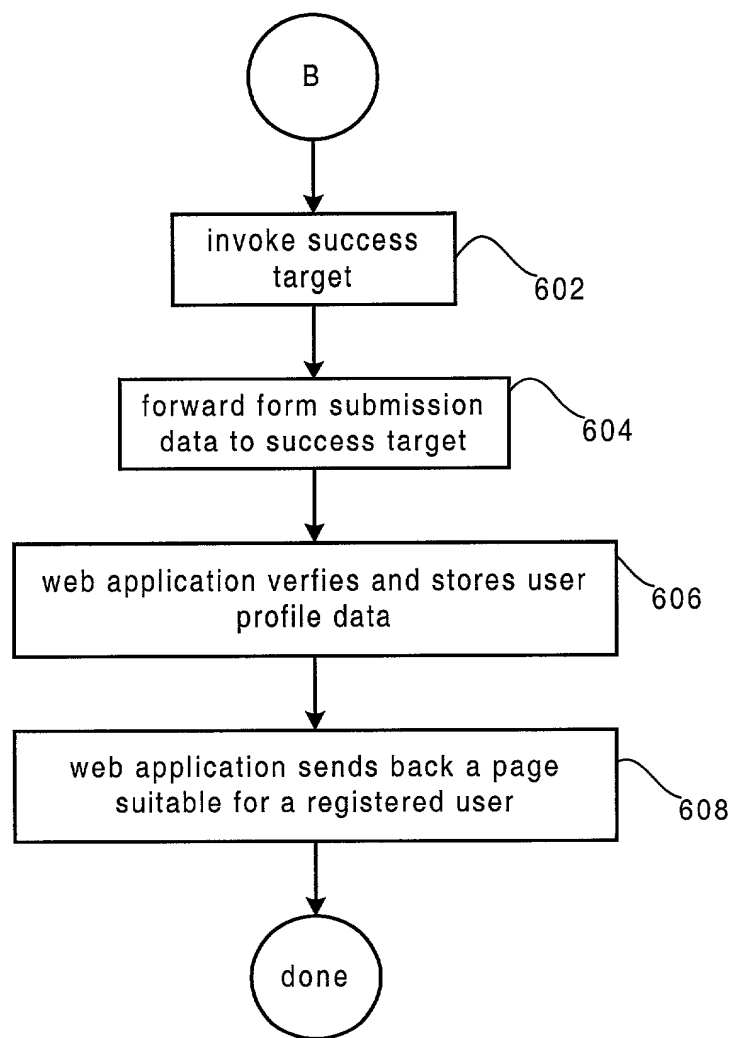 B
invoke success
target
602
forward form submission
data to success target
604
web application verfies and stores user
profile data
606
web application sends back a page
suitable for a registered user
608
done